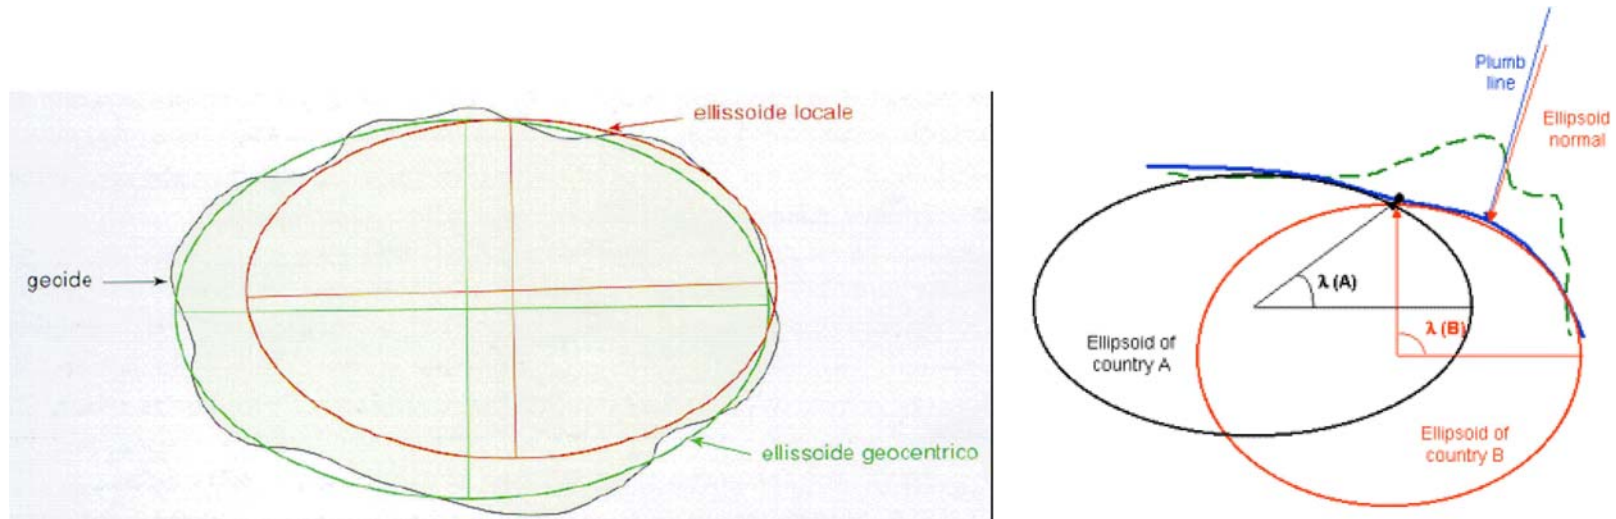 ellissoide locale
geoide
ellissoide geocentrico
Plumb
line
Ellipsoid
normal
λ (A)
λ (B)
Ellipsoid of
country A
Ellipsoid of
country B